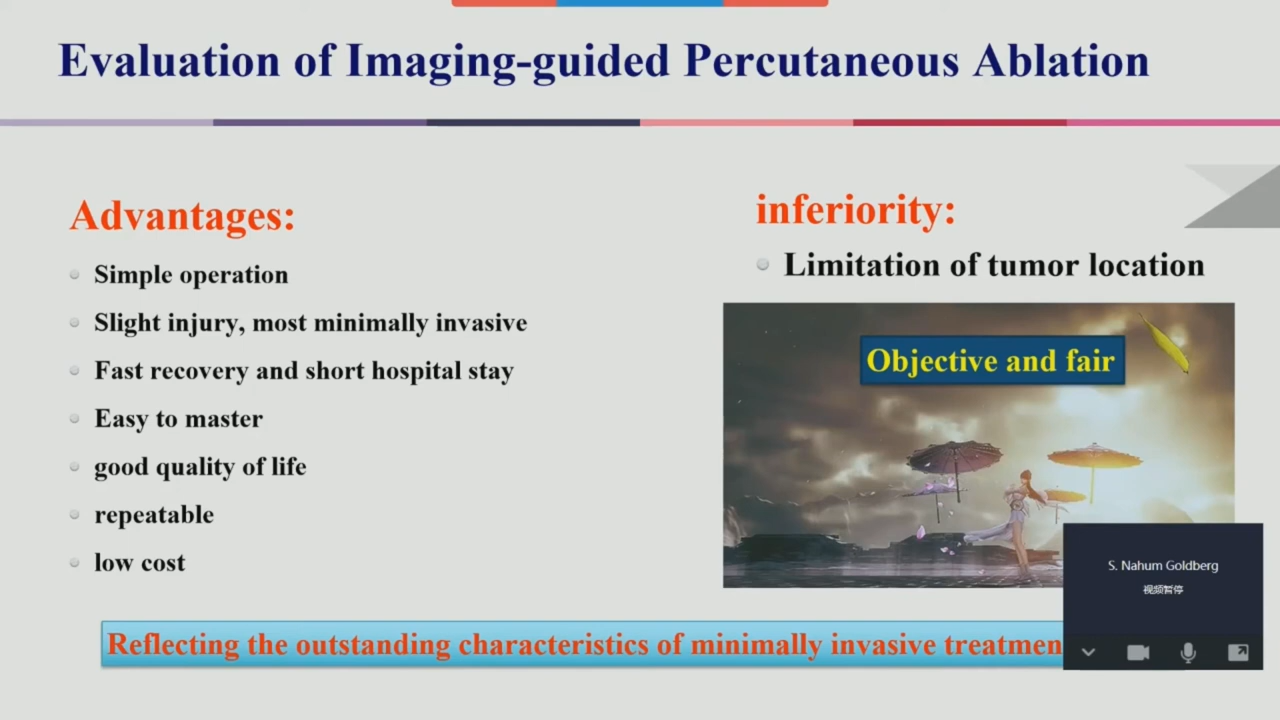 Evaluation of Imaging-guided Percutaneous Ablation
Advantages:
Simple operation
Slight injury, most minimally invasive
Fast recovery and short hospital stay
Easy to master
good quality of life
repeatable
low cost
inferiority:
Limitation of tumor location
Objective and fair
Reflecting the outstanding characteristics of minimally invasive treatmen
S. Nahum Goldberg
视频暂停